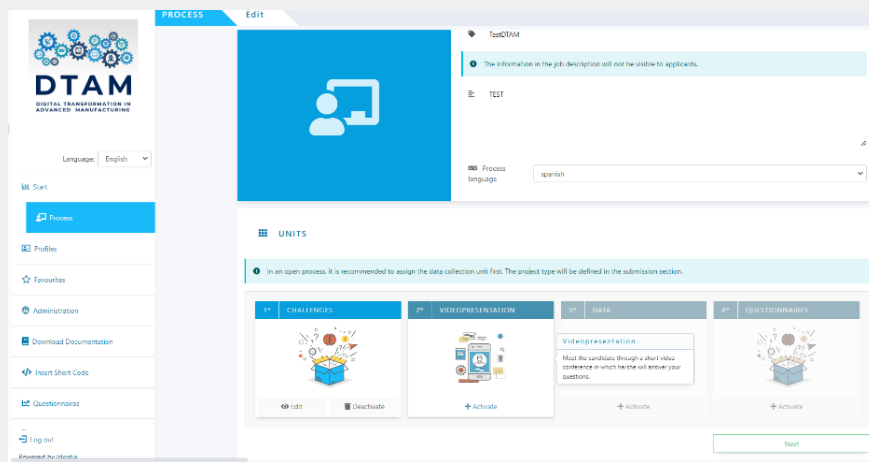 PROCESS
Edit
DTAM
DIGITAL TRANSFORMATION IN
ADVANCED MANUFACTURING
Language: English
Start
Process
Profiles
Favourites
Administration
Download Documentation
Insert Short Code
Questionnaires
Log out
Powered by identia
TestDTAM
The information in the job description will not be visible to applicants.
TEST
Process
language
spanish
UNITS
In an open process, it is recommended to assign the data collection unit first. The project type will be defined in the submission section.
1º CHALLENGES
Edit
Deactivate
2º VIDEOPRESENTATION
Activate
3º DATA
Videopresentation
Meet the candidate through a short video
conference in which he/she will answer your
questions.
Activate
4º QUESTIONNAIRES
Activate
Next